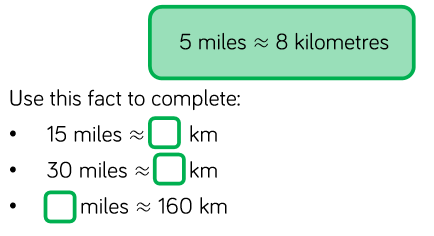 5 miles ≈ 8 kilometres
Use this fact to complete:
• 15 miles ≈ km
• 30 miles ≈ km
• miles ≈ 160 km